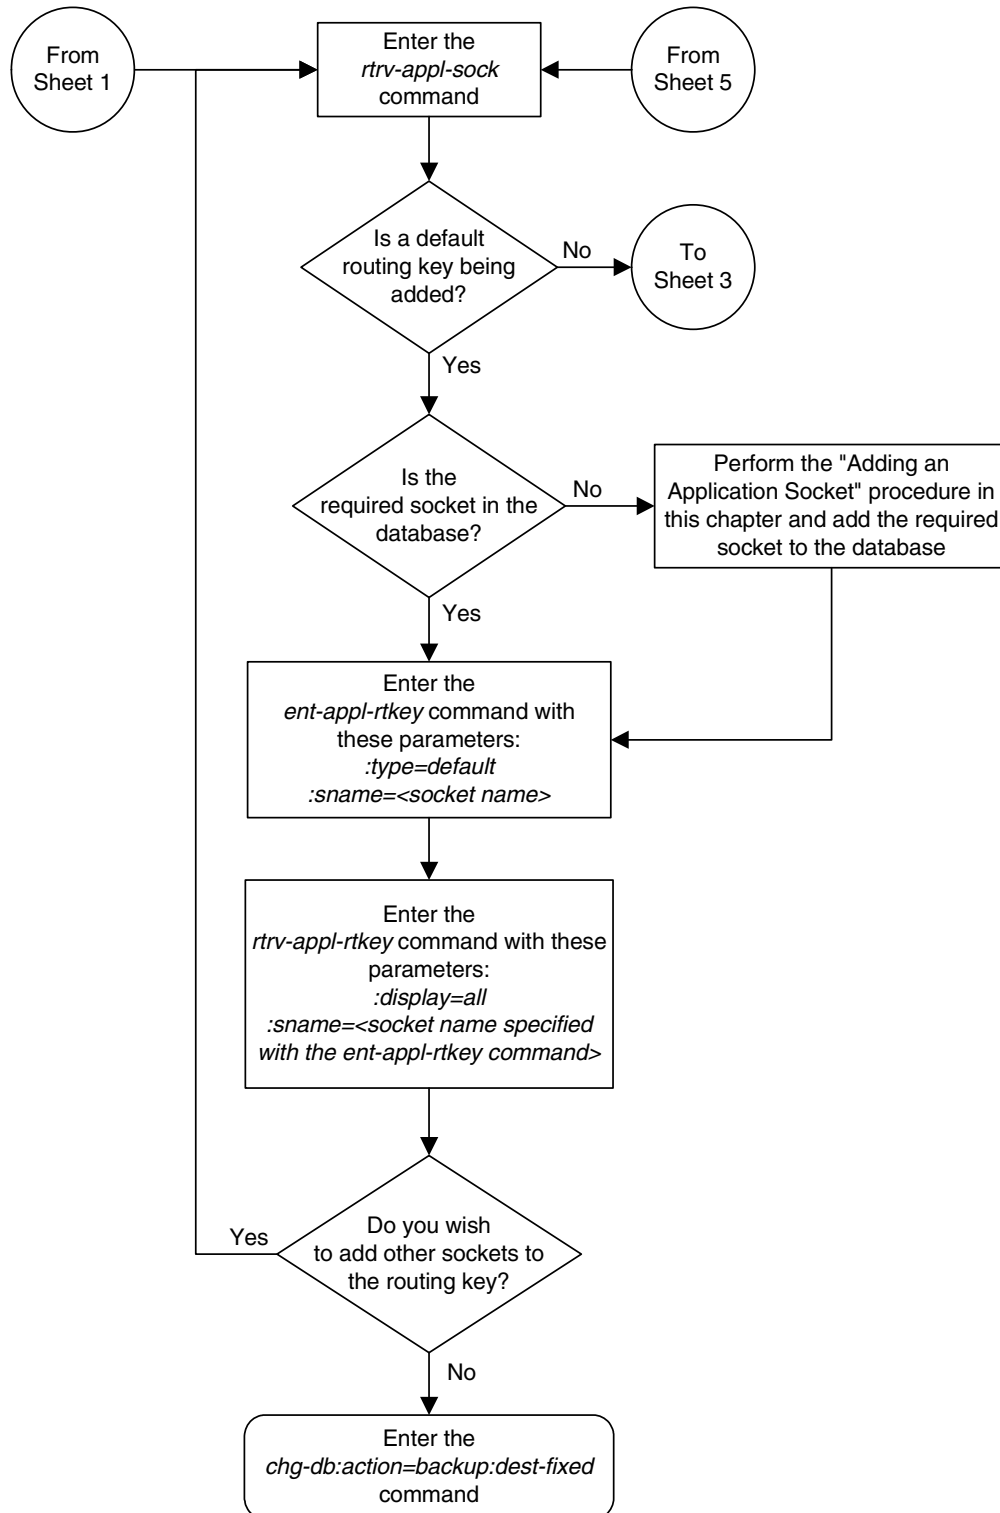 From
Sheet 1
Enter the
rtrv-appl-sock
command
From
Sheet 5
Is a default
routing key being
added?
No
To
Sheet 3
Yes
Is the
required socket in the
database?
No
Perform the "Adding an
Application Socket" procedure in
this chapter and add the required
socket to the database
Yes
Enter the
ent-appl-rtkey command with
these parameters:
:type=default
:sname=<socket name>
Enter the
rtrv-appl-rtkey command with these
parameters:
:display=all
:sname=<socket name specified
with the ent-appl-rtkey command>
Do you wish
to add other sockets to
the routing key?
Yes
No
Enter the
chg-db:action=backup:dest-fixed
command